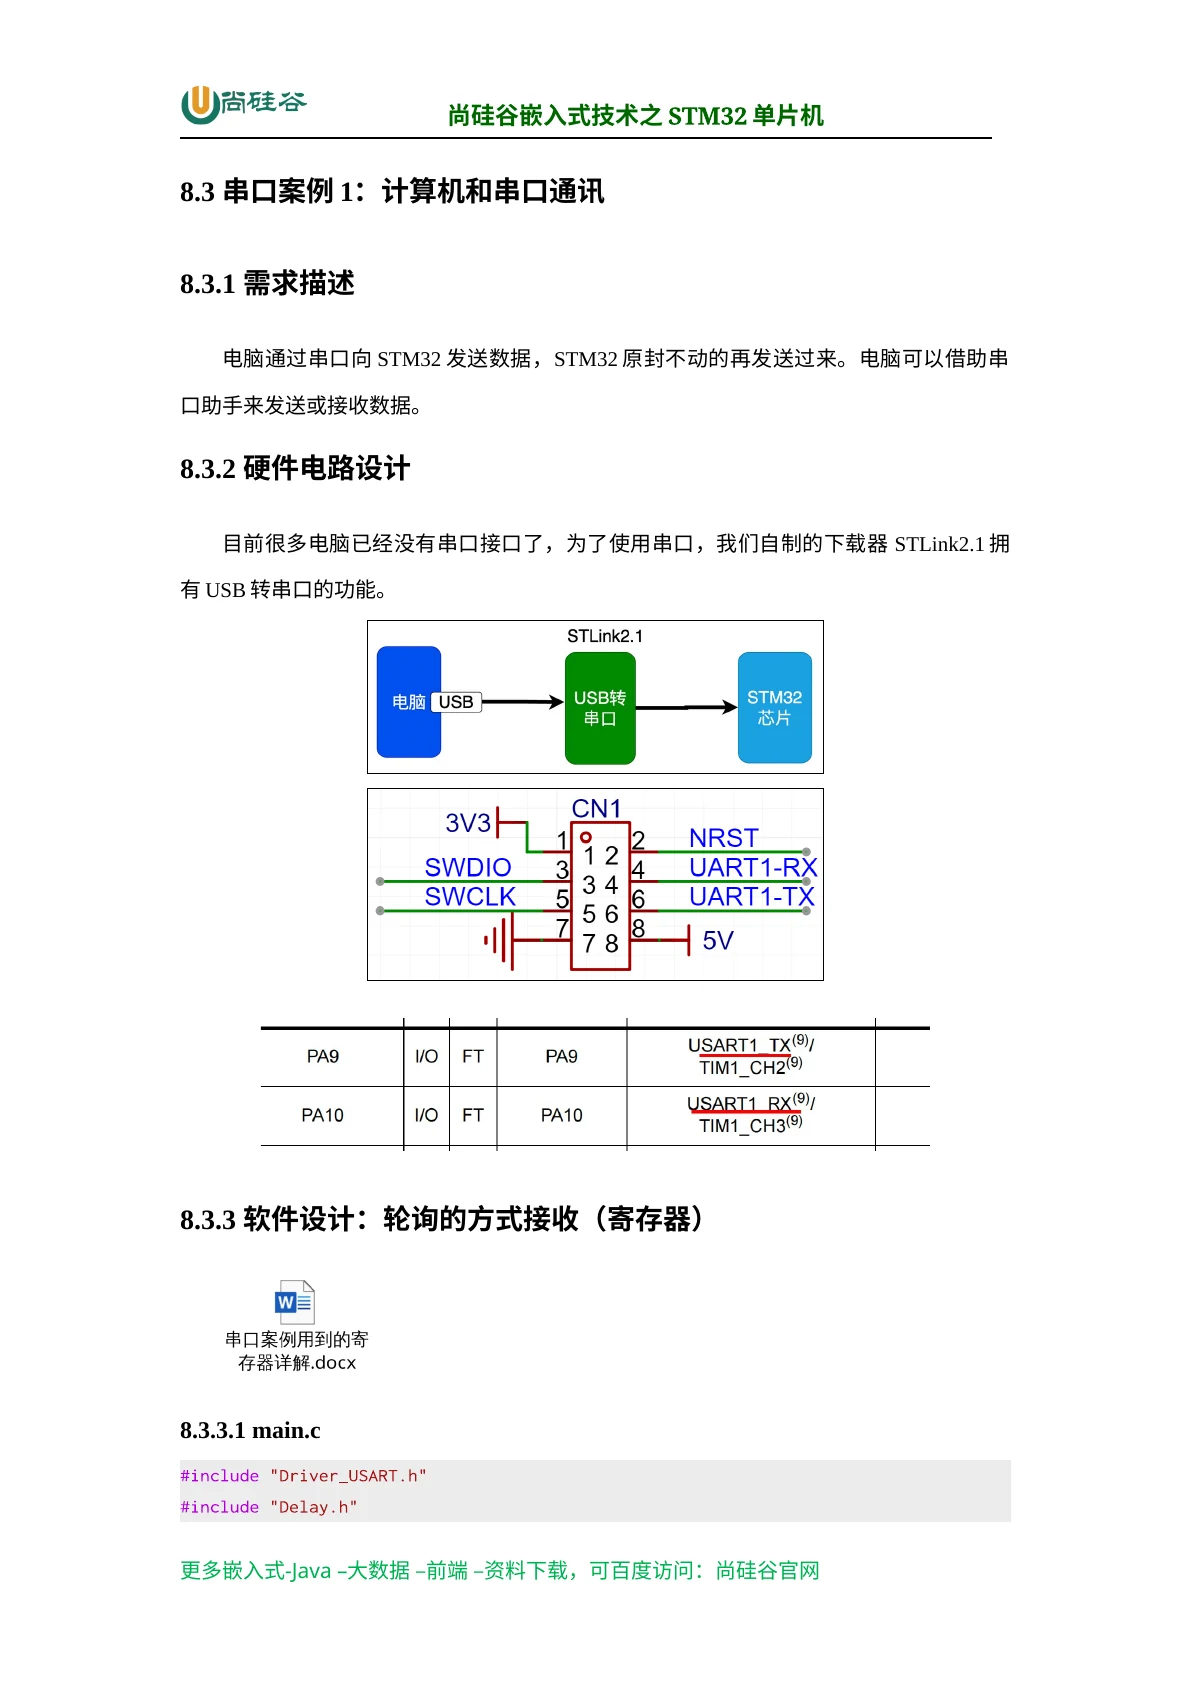 尚硅谷
尚硅谷嵌入式技术之 STM32 单片机
8.3 串口案例 1：计算机和串口通讯
8.3.1 需求描述
电脑通过串口向 STM32 发送数据，STM32 原封不动的再发送过来。电脑可以借助串
口助手来发送或接收数据。
8.3.2 硬件电路设计
目前很多电脑已经没有串口接口了，为了使用串口，我们自制的下载器 STLink2.1 拥
有 USB 转串口的功能。
STLink2.1
电脑 USB
USB转
串口
STM32
芯片
CN1
3V3 1 1 2 2 NRST
SWDIO 3 3 4 4 UART1-RX
SWCLK 5 5 6 6 UART1-TX
7 7 8 8 5V
PA9 I/O FT PA9 USART1_TX(9)/
TIM1_CH2(9)
PA10 I/O FT PA10 USART1_RX(9)/
TIM1_CH3(9)
8.3.3 软件设计：轮询的方式接收（寄存器）
W
串口案例用到的寄
存器详解.docx
8.3.3.1 main.c
#include "Driver_USART.h"
#include "Delay.h"
更多嵌入式-Java –大数据 –前端 –资料下载，可百度访问：尚硅谷官网